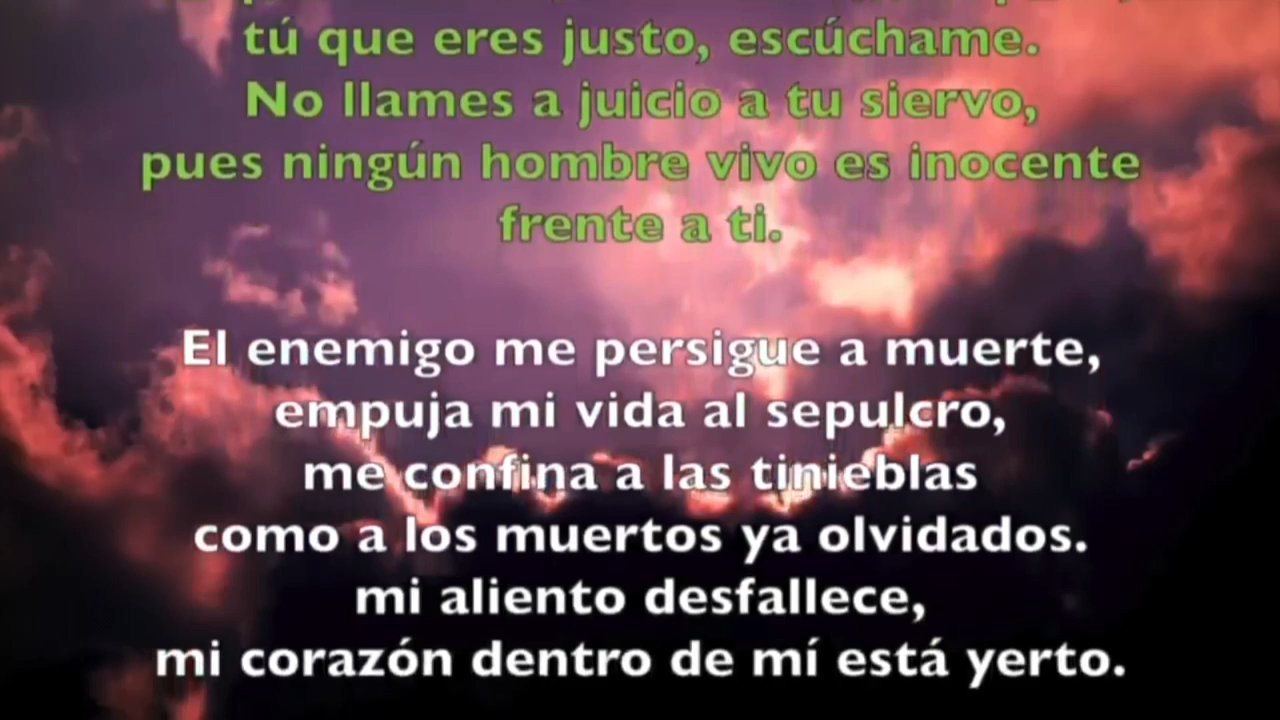 tú que eres justo, escúchame.
No llames a juicio a tu siervo,
pues ningún hombre vivo es inocente
frente a ti.
El enemigo me persigue a muerte,
empuja mi vida al sepulcro,
me confina a las tinieblas
como a los muertos ya olvidados.
mi aliento desfallece,
mi corazón dentro de mí está yerto.